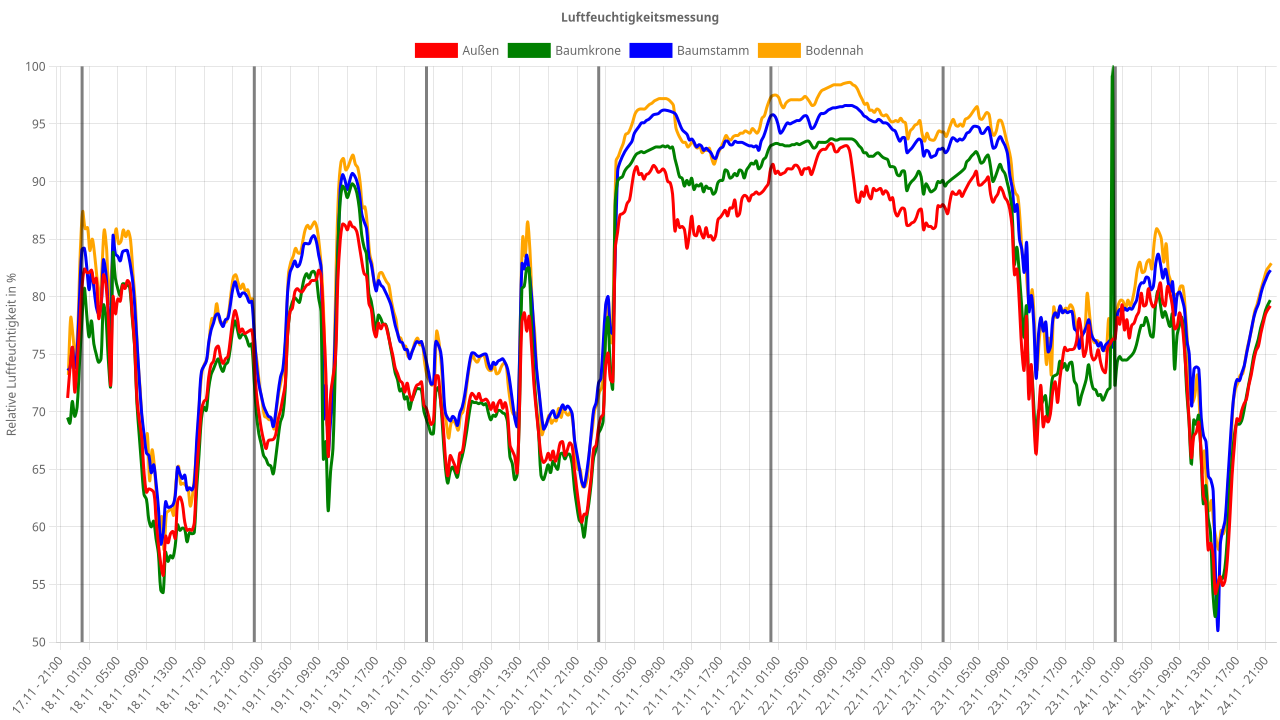 Luftfeuchtigkeitsmessung
Außen Baumkrone Baumstamm Bodennah
Relative Luftfeuchtigkeit in %
100
95
90
85
80
75
70
65
60
55
50
17.11 - 21:00
18.11 - 01:00
18.11 - 05:00
18.11 - 09:00
18.11 - 13:00
18.11 - 17:00
18.11 - 21:00
19.11 - 01:00
19.11 - 05:00
19.11 - 09:00
19.11 - 13:00
19.11 - 17:00
19.11 - 21:00
20.11 - 01:00
20.11 - 05:00
20.11 - 09:00
20.11 - 13:00
20.11 - 17:00
20.11 - 21:00
21.11 - 01:00
21.11 - 05:00
21.11 - 09:00
21.11 - 13:00
21.11 - 17:00
21.11 - 21:00
22.11 - 01:00
22.11 - 05:00
22.11 - 09:00
22.11 - 13:00
22.11 - 17:00
22.11 - 21:00
23.11 - 01:00
23.11 - 05:00
23.11 - 09:00
23.11 - 13:00
23.11 - 17:00
23.11 - 21:00
24.11 - 01:00
24.11 - 05:00
24.11 - 09:00
24.11 - 13:00
24.11 - 17:00
24.11 - 21:00